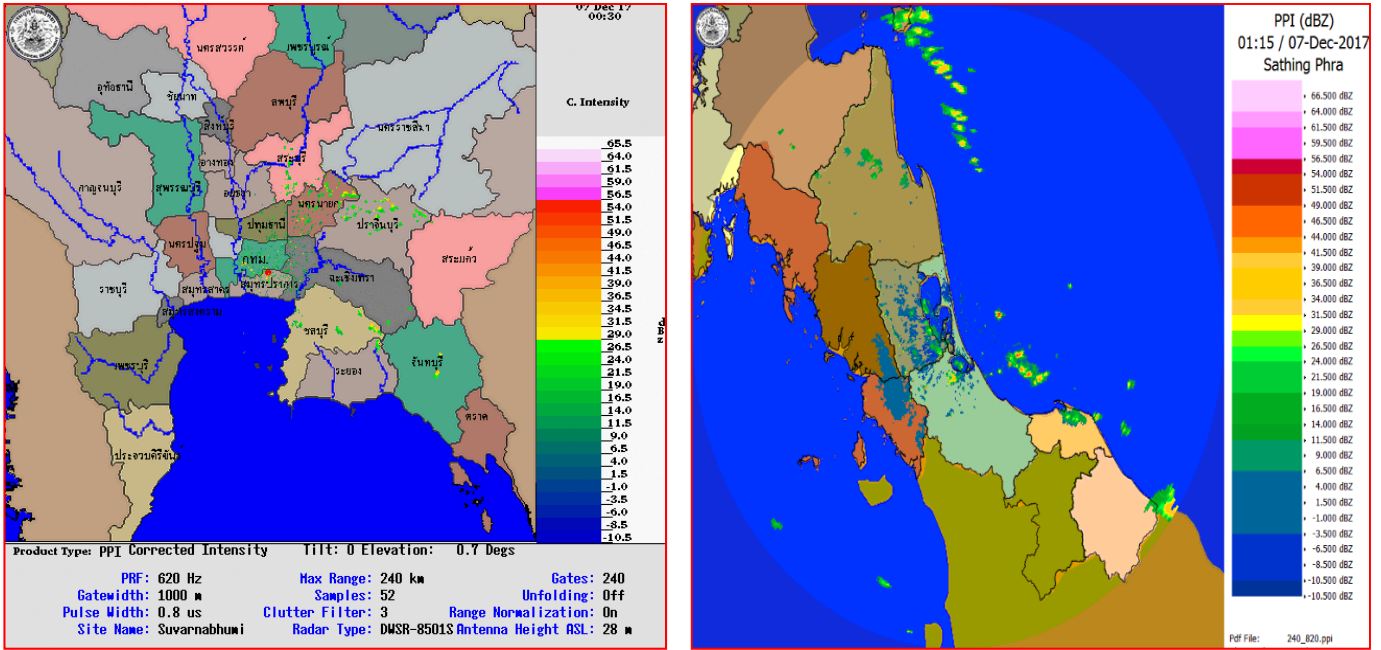 07 Dec 17
00:30
C. Intensity
65.5
64.0
61.5
59.0
56.5
54.0
51.5
49.0
46.5
44.0
41.5
39.0
36.5
34.0
31.5
29.0
26.5
24.0
21.5
19.0
16.5
14.0
11.5
9.0
6.5
4.0
1.5
-1.0
-3.5
-6.0
-8.5
-10.5
dBZ
นครสวรรค์
เพชรบูรณ์
อุทัยธานี
ชัยนาท
ลพบุรี
สิงห์บุรี
นครราชสีมา
อ่างทอง
สระบุรี
กาญจนบุรี
สุพรรณบุรี
อยุธยา
นครนายก
ปทุมธานี
ปราจีนบุรี
นครปฐม
กทม.
สระแก้ว
ราชบุรี
สมุทรสาคร
สมุทรปราการ
ฉะเชิงเทรา
ชลบุรี
เพชรบุรี
ระยอง
จันทบุรี
ตราด
ประจวบคีรีขันธ์
Product Type: PPI Corrected Intensity Tilt: 0 Elevation: 0.7 Degs
PRF: 620 Hz Max Range: 240 km Gates: 240
Gatewidth: 1000 m Samples: 52 Unfolding: Off
Pulse Width: 0.8 us Clutter Filter: 3 Range Normalization: On
Site Name: Suvarnabhumi Radar Type: DWSR-8501S Antenna Height ASL: 28 m
PPI (dBZ)
01:15 / 07-Dec-2017
Sathing Phra
66.500 dBZ
64.000 dBZ
61.500 dBZ
59.500 dBZ
56.500 dBZ
54.000 dBZ
51.500 dBZ
49.000 dBZ
46.500 dBZ
44.000 dBZ
41.500 dBZ
39.000 dBZ
36.500 dBZ
34.000 dBZ
31.500 dBZ
29.000 dBZ
26.500 dBZ
24.000 dBZ
21.500 dBZ
19.000 dBZ
16.500 dBZ
14.000 dBZ
11.500 dBZ
9.000 dBZ
6.500 dBZ
4.000 dBZ
1.500 dBZ
-1.000 dBZ
-3.500 dBZ
-6.500 dBZ
-8.500 dBZ
-10.500 dBZ
-10.500 dBZ
Pdf File: 240_B20.ppi